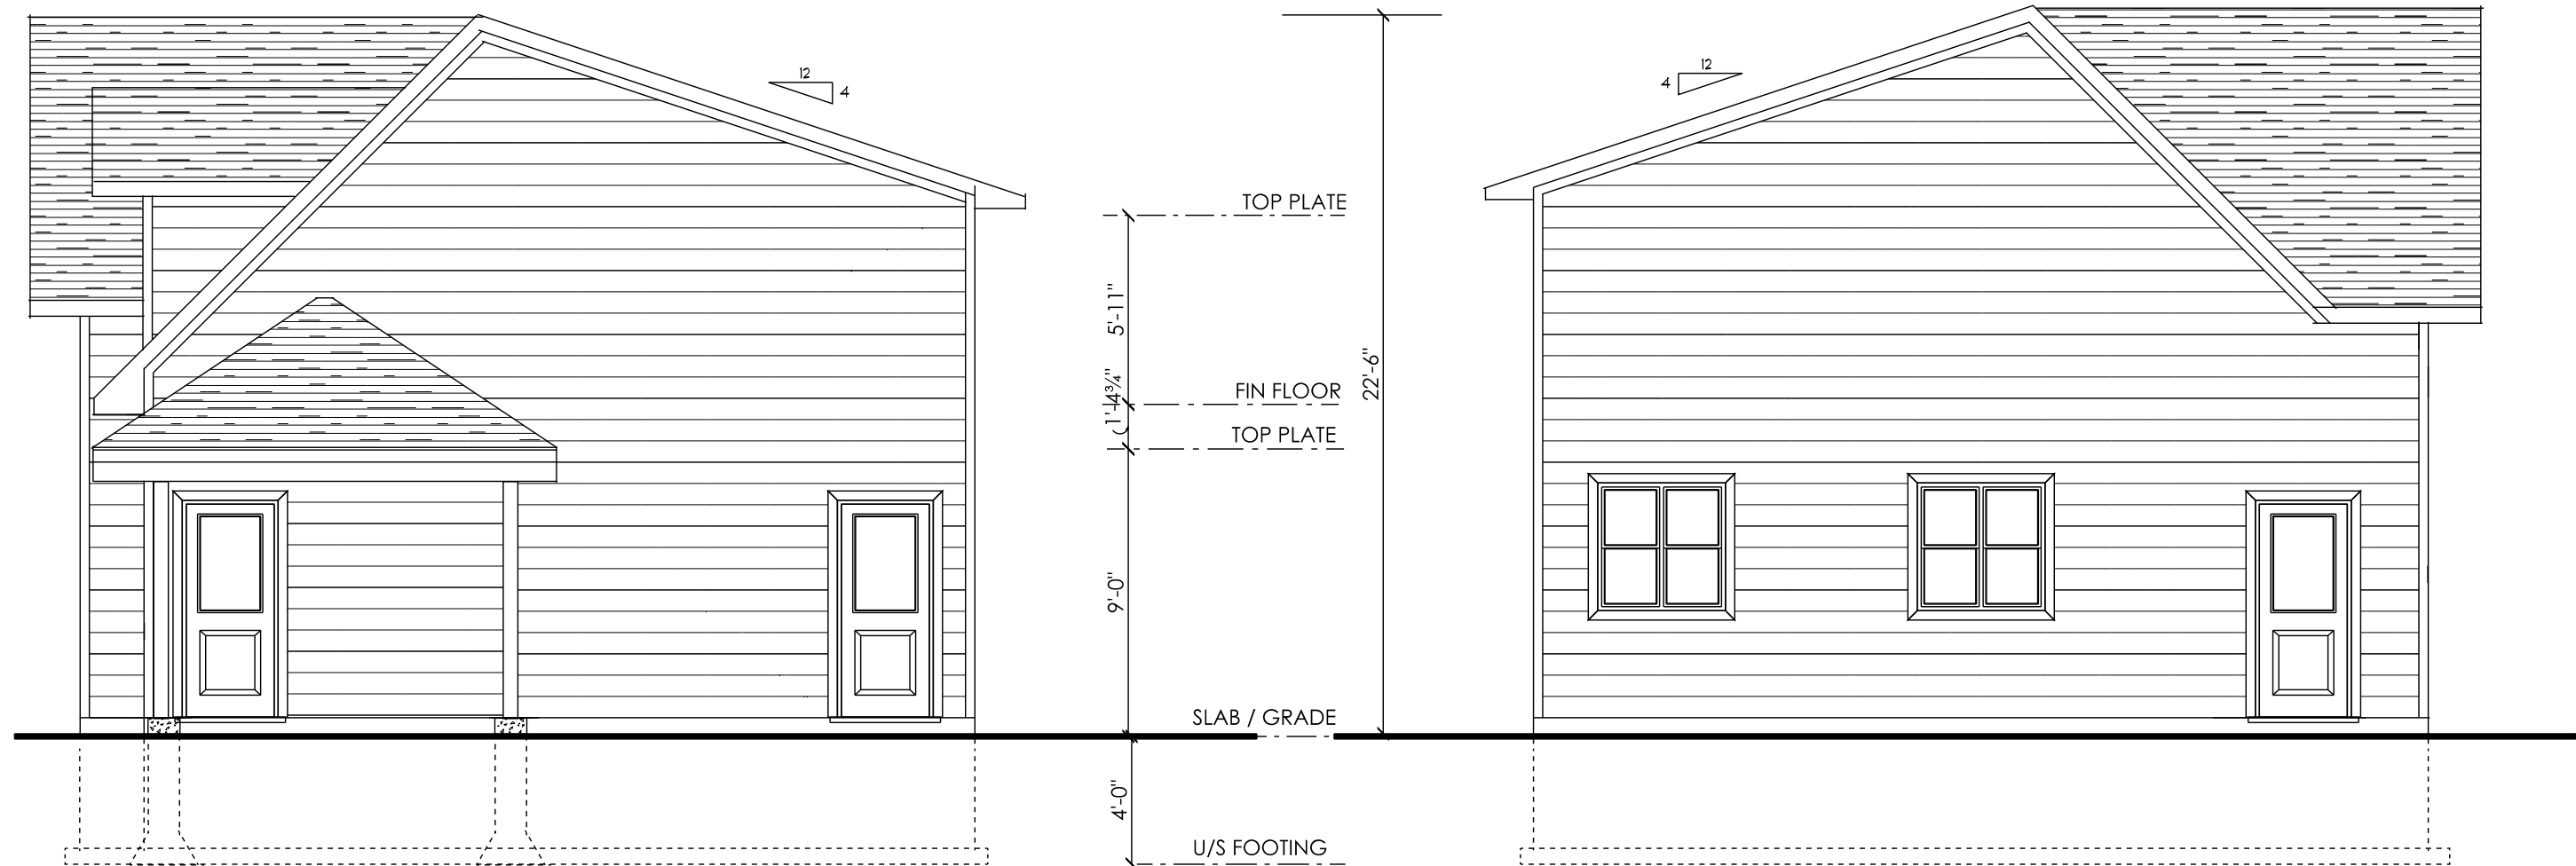 12
4
12
4
TOP PLATE
5'-11"
22'-6"
1'-4¾"
FIN FLOOR
TOP PLATE
9'-0"
SLAB / GRADE
4'-0"
U/S FOOTING